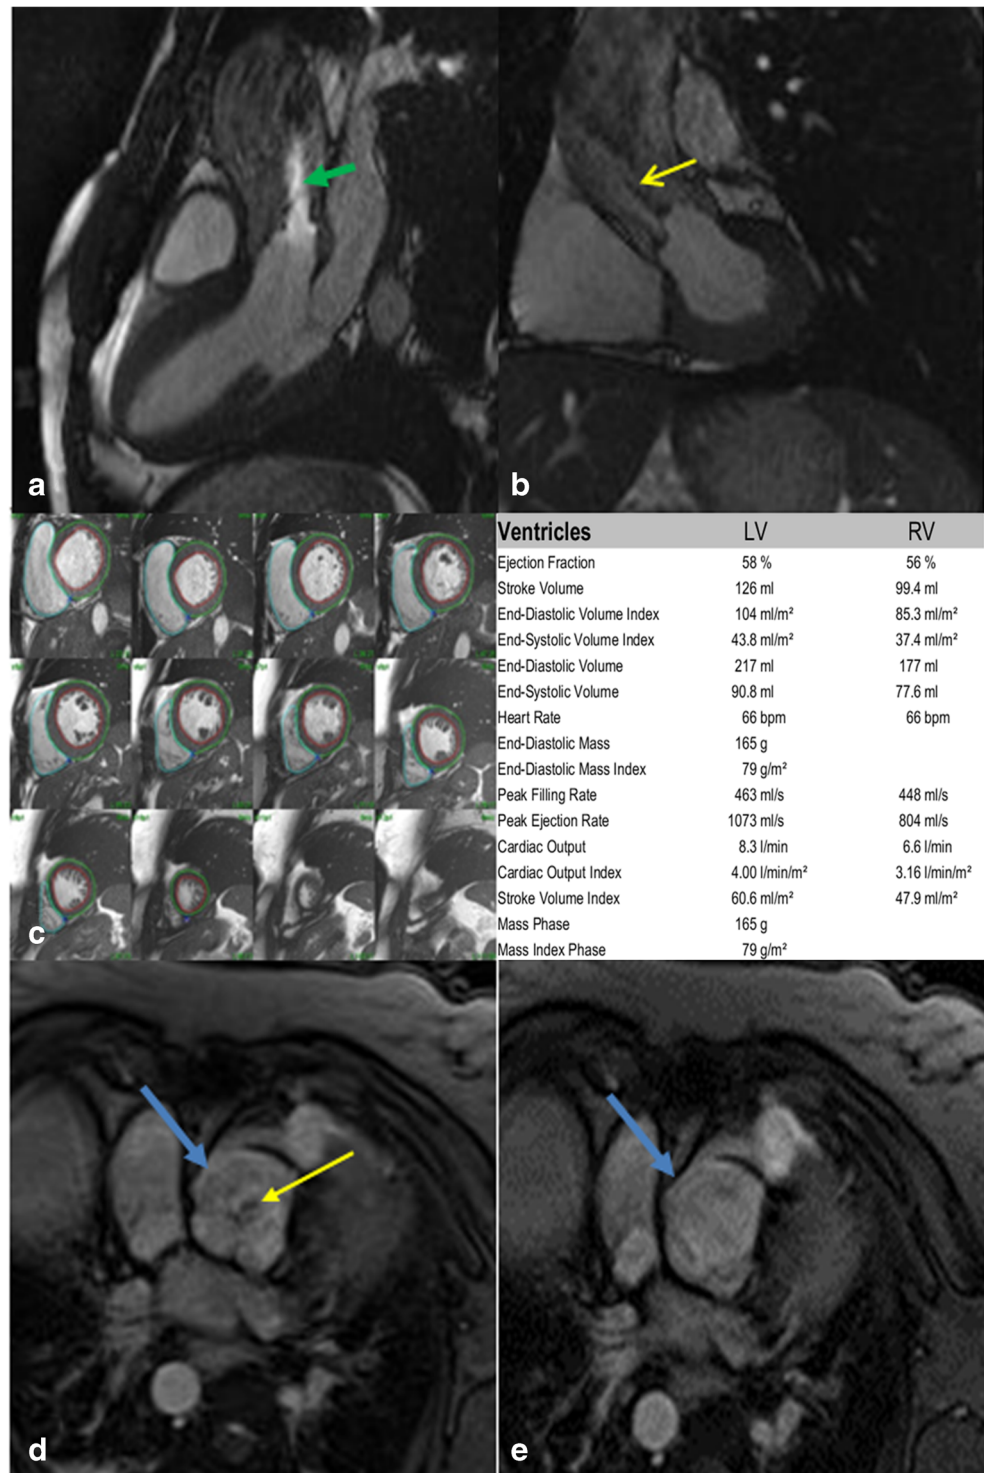 a
b
Ventricles LV RV
Ejection Fraction 58 % 56 %
Stroke Volume 126 ml 99.4 ml
End-Diastolic Volume Index 104 ml/m² 85.3 ml/m²
End-Systolic Volume Index 43.8 ml/m² 37.4 ml/m²
End-Diastolic Volume 217 ml 177 ml
End-Systolic Volume 90.8 ml 77.6 ml
Heart Rate 66 bpm 66 bpm
End-Diastolic Mass 165 g
End-Diastolic Mass Index 79 g/m²
Peak Filling Rate 463 ml/s 448 ml/s
Peak Ejection Rate 1073 ml/s 804 ml/s
Cardiac Output 8.3 l/min 6.6 l/min
Cardiac Output Index 4.00 l/min/m² 3.16 l/min/m²
Stroke Volume Index 60.6 ml/m² 47.9 ml/m²
Mass Phase 165 g
Mass Index Phase 79 g/m²
c
d
e